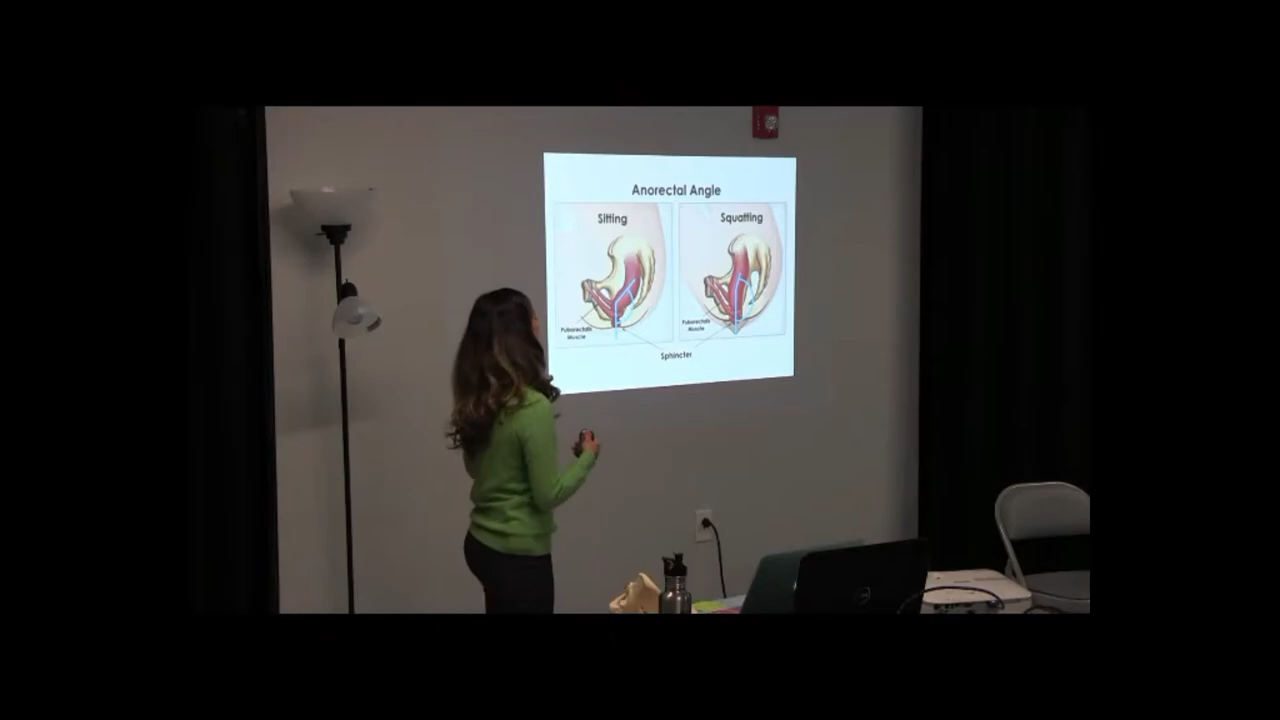 Anorectal Angle
Sitting
Squatting
Puborectalis
Muscle
Puborectalis
Muscle
Sphincter